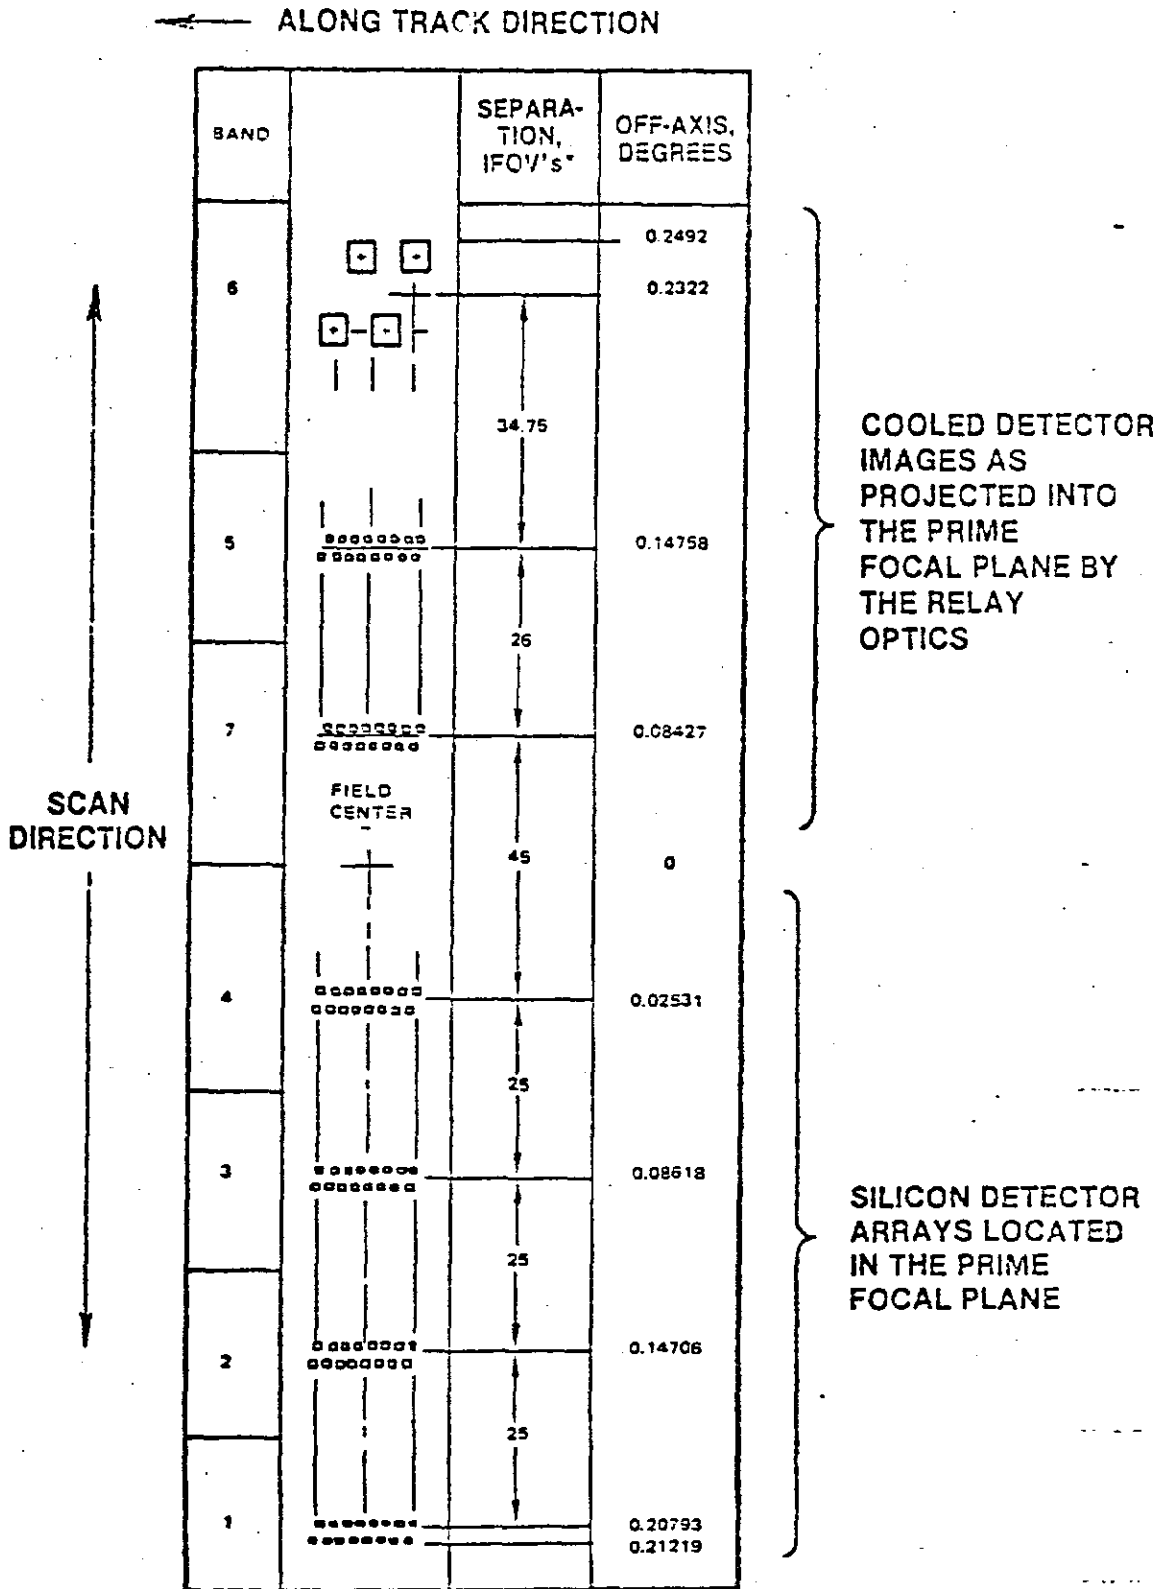 ALONG TRACK DIRECTION
BAND
SEPARA-
TION,
IFOV's*
OFF-AXIS,
DEGREES
6
0.2492
0.2322
34.75
5
0.14758
26
7
0.08427
FIELD
CENTER
45
0
4
0.02531
25
3
0.08618
25
2
0.14706
25
1
0.20793
0.21219
SCAN
DIRECTION
COOLED DETECTOR
IMAGES AS
PROJECTED INTO
THE PRIME
FOCAL PLANE BY
THE RELAY
OPTICS
SILICON DETECTOR
ARRAYS LOCATED
IN THE PRIME
FOCAL PLANE